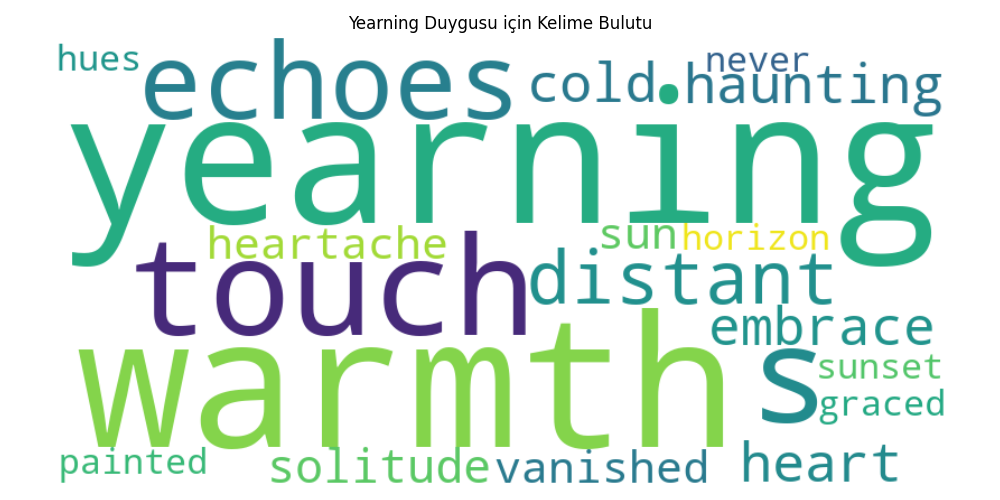 Yearning Duygusu için Kelime Bulutu
hues
echoes
cold
never
haunting
yearning
heartache
sun
horizon
touch
distant
embrace
warmth
s
sunset
graced
painted
solitude
vanished
heart